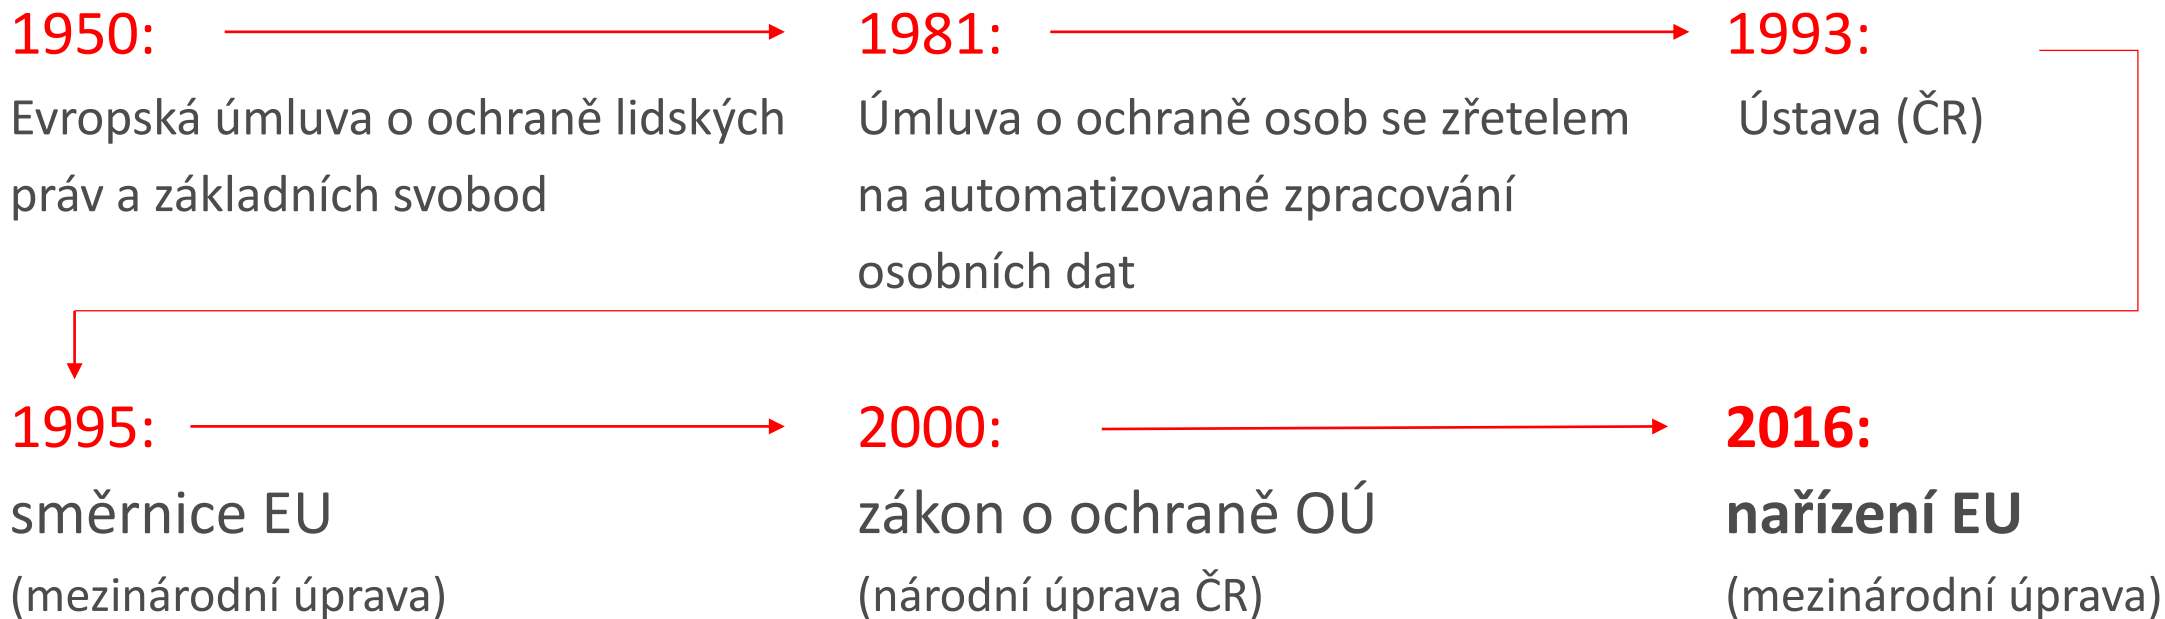 1950:
Evropská úmluva o ochraně lidských
práv a základních svobod
1981:
Úmluva o ochraně osob se zřetelem
na automatizované zpracování
osobních dat
1993:
Ústava (ČR)
1995:
směrnice EU
(mezinárodní úprava)
2000:
zákon o ochraně OÚ
(národní úprava ČR)
2016:
nařízení EU
(mezinárodní úprava)